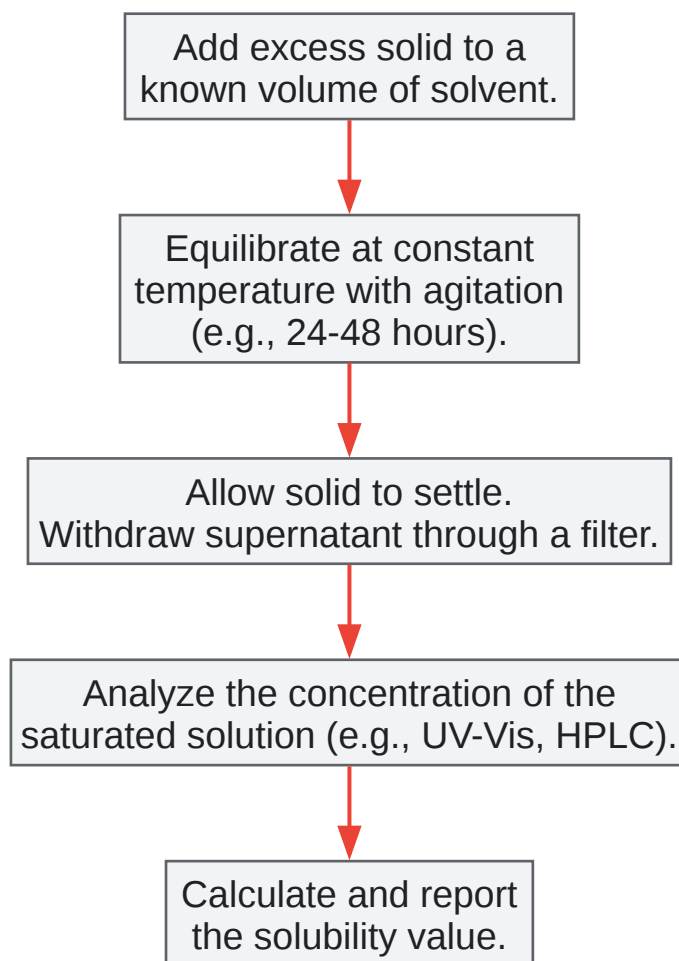 Add excess solid to a
known volume of solvent.
Equilibrate at constant
temperature with agitation
(e.g., 24-48 hours).
Allow solid to settle.
Withdraw supernatant through a filter.
Analyze the concentration of the
saturated solution (e.g., UV-Vis, HPLC).
Calculate and report
the solubility value.